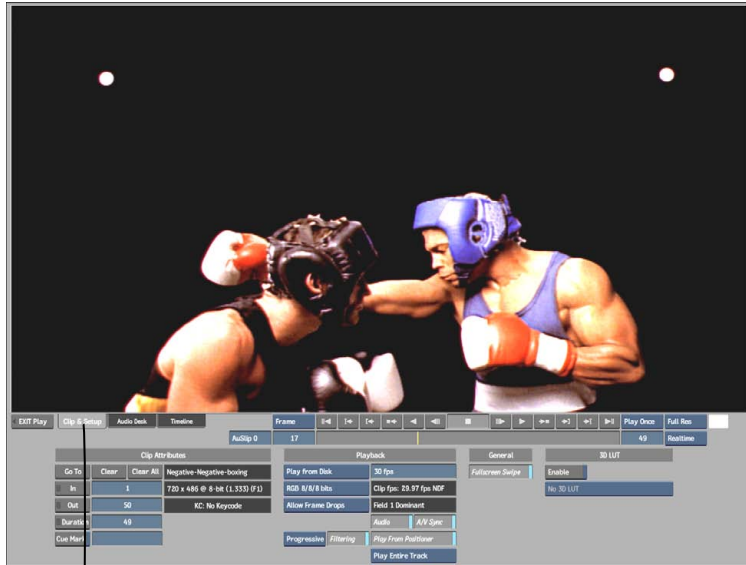 EXIT Play Clip & Setup Audio Desk Timeline Frame Play Once Full Res
AuSlip 0 17 49 Realtime
Clip Attributes Playback General 3D LUT
Go To Clear Clear All Negative-Negative-boxing Play from Disk 30 fps Fullscreen Swipe Enable
In 1 720 x 486 @ 8-bit (1.333) (F1) RGB 8/8/8 bits Clip fps: 29.97 fps NDF No 3D LUT
Out 50 KC: No Keycode Allow Frame Drops Field 1 Dominant
Duration 49 Audio A/V Sync
Cue Mark Progressive Filtering Play From Positioner
Play Entire Track